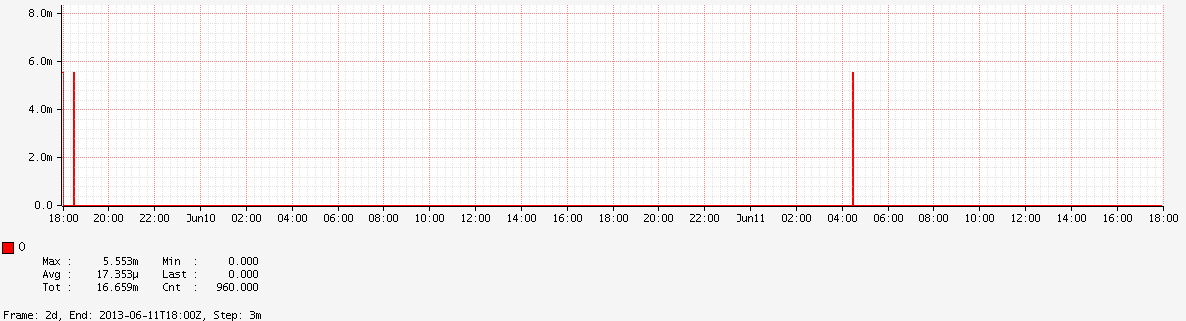 8.0m
6.0m
4.0m
2.0m
0.0
18:00 20:00 22:00 Jun10 02:00 04:00 06:00 08:00 10:00 12:00 14:00 16:00 18:00 20:00 22:00 Jun11 02:00 04:00 06:00 08:00 10:00 12:00 14:00 16:00 18:00
0
Max : 5.553m Min : 0.000
Avg : 17.353µ Last : 0.000
Tot : 16.659m Cnt : 960.000
Frame: 2d, End: 2013-06-11T18:00Z, Step: 3m